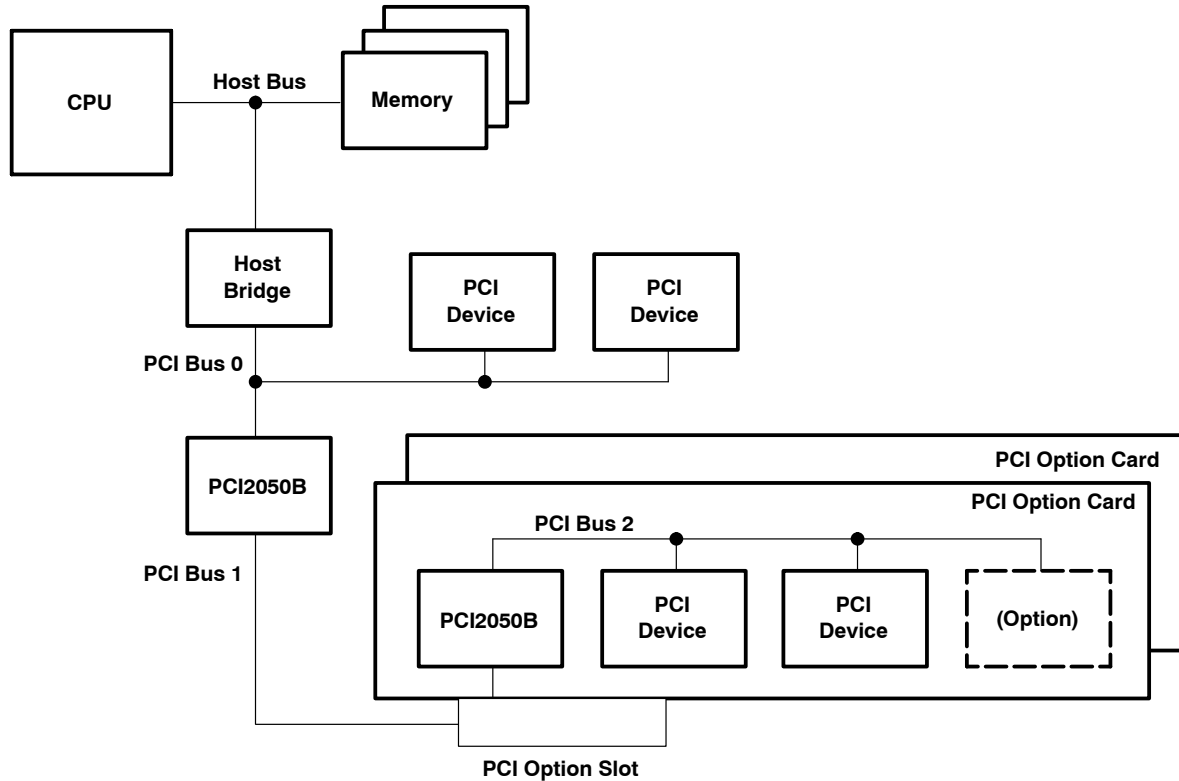 Host Bus
CPU
Memory
Host
Bridge
PCI
Device
PCI
Device
PCI Bus 0
PCI2050B
PCI Option Card
PCI Option Card
PCI Bus 2
PCI Bus 1
PCI2050B
PCI
Device
PCI
Device
(Option)
PCI Option Slot